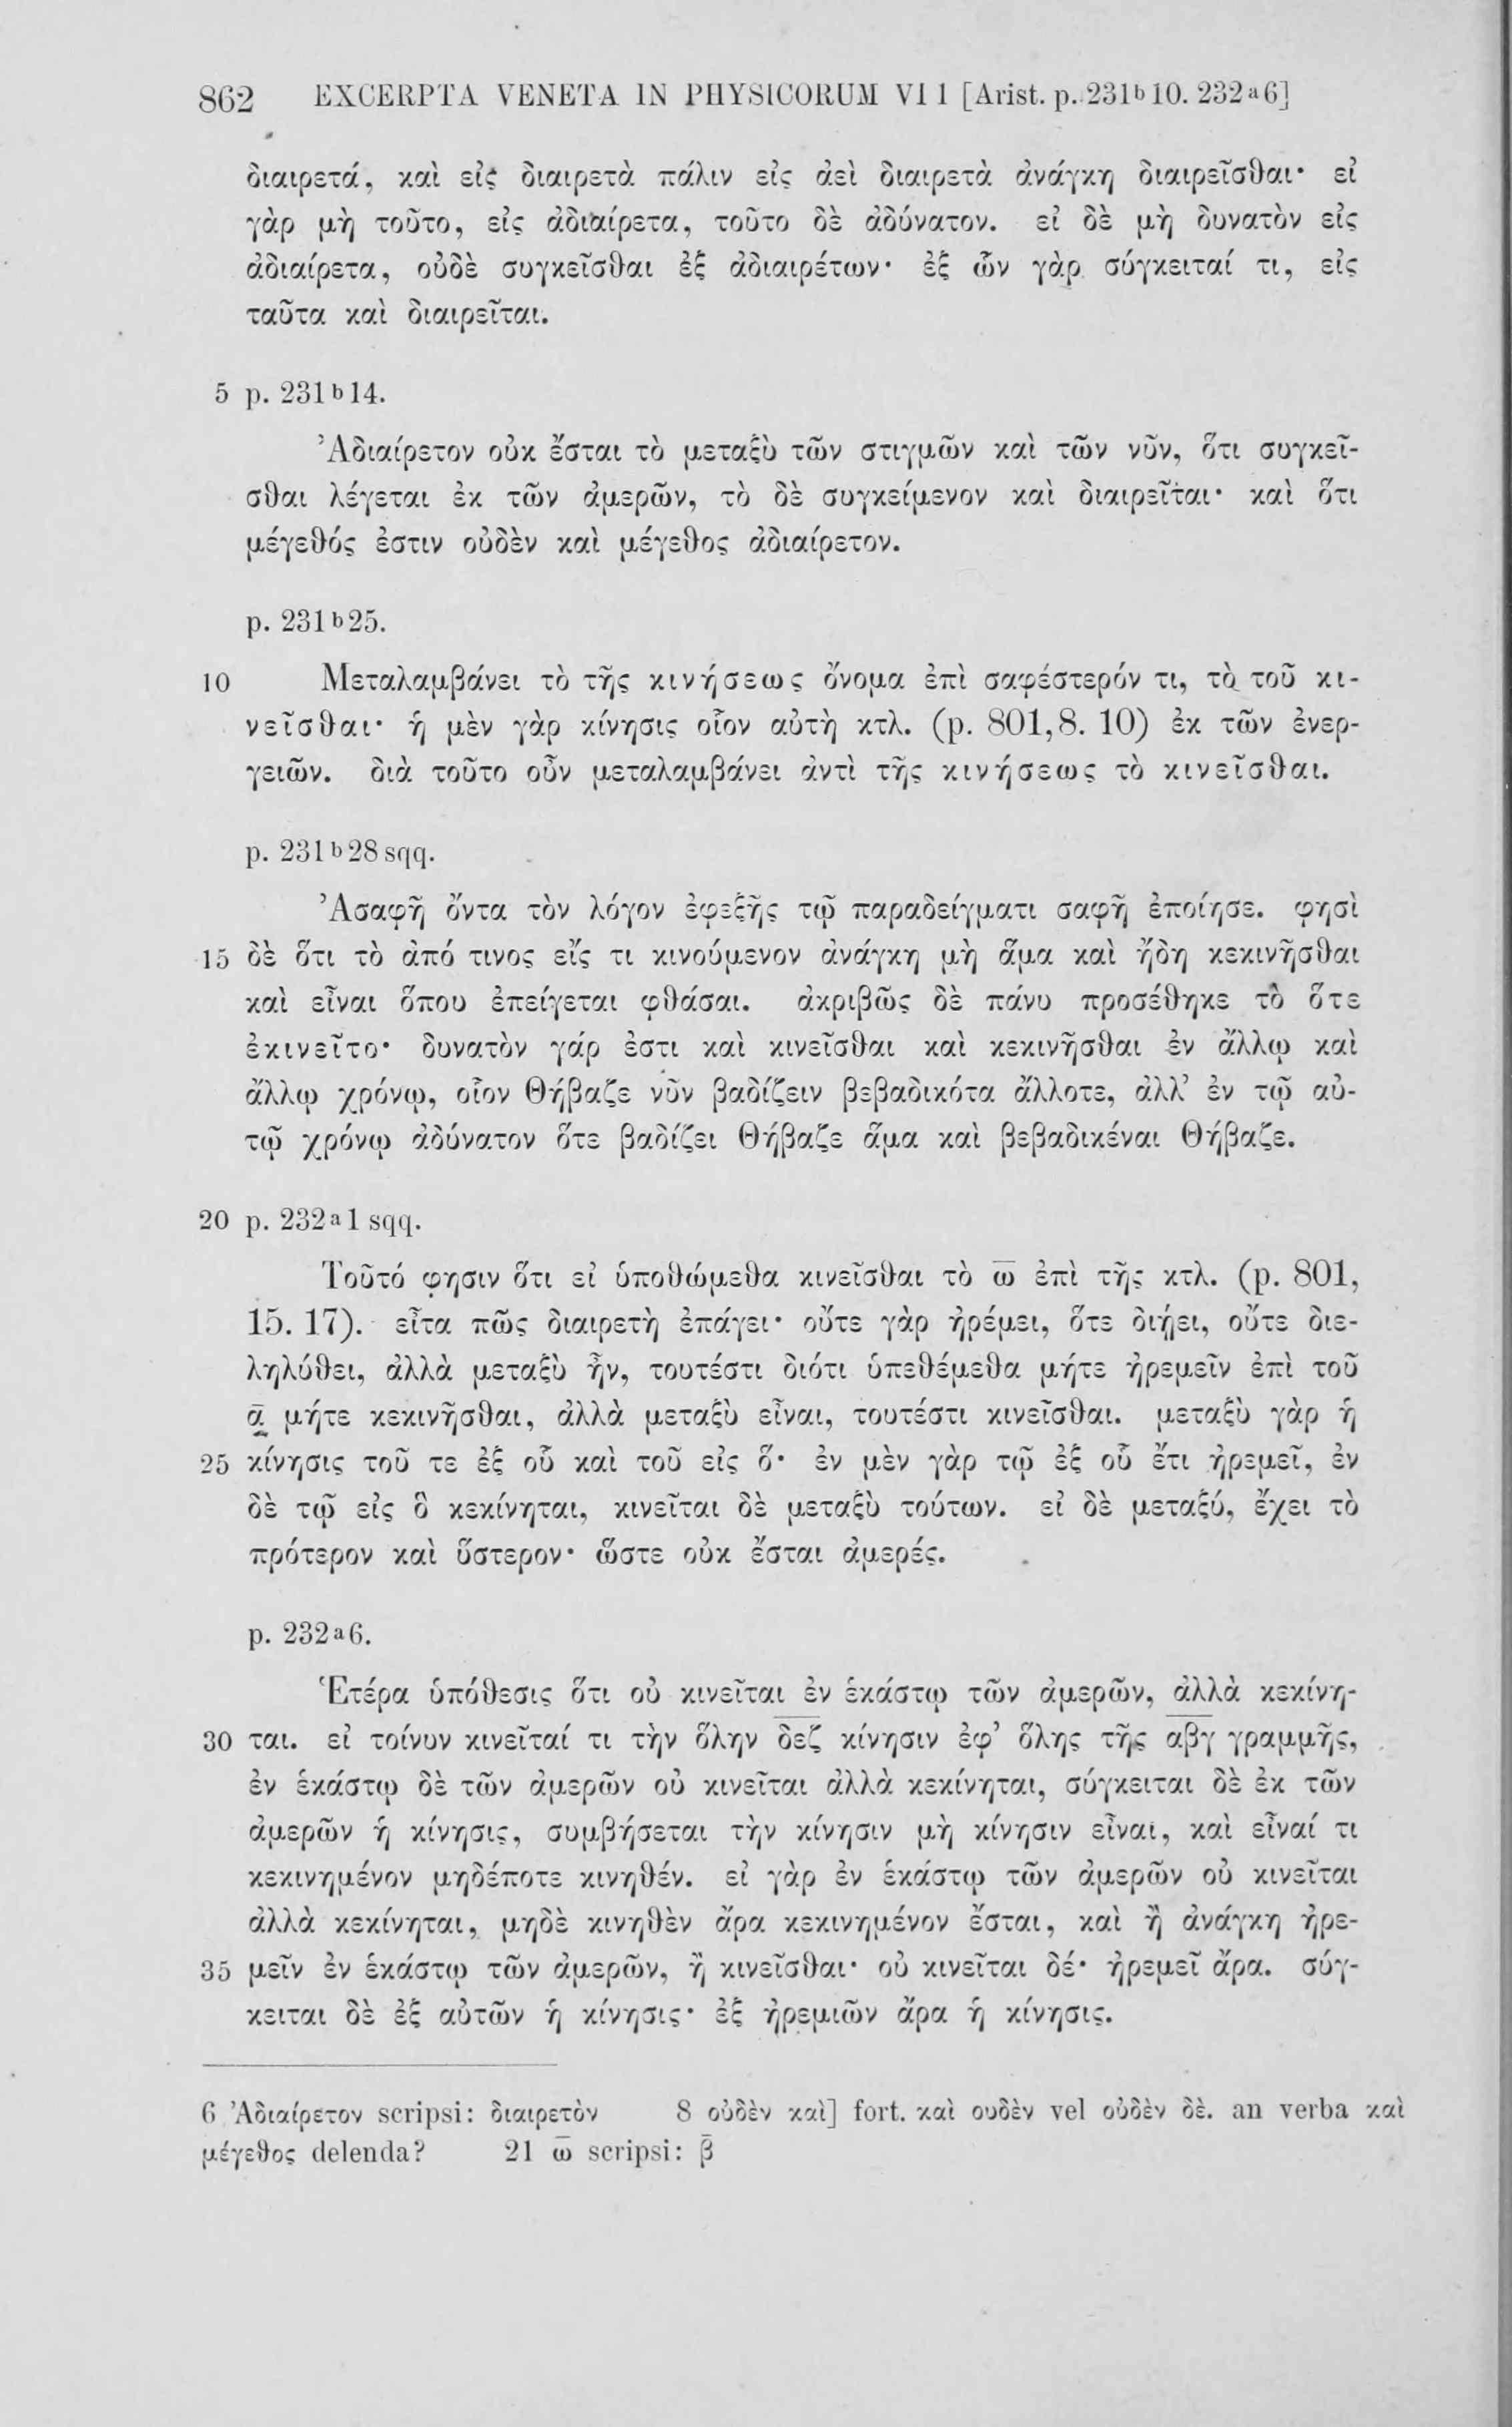 862 EXCERPTA VENETA IN PHYSICORUM VI 1 [Arist. p. 231b10. 232a6]
διαιρετά, καὶ εἰς διαιρετὰ πάλιν εἰς ἀεὶ διαιρετὰ ἀνάγκη διαιρεῖσθαι· εἰ
γὰρ μὴ τοῦτο, εἰς ἀδιαίρετα, τοῦτο δὲ ἀδύνατον. εἰ δὲ μὴ δυνατὸν εἰς
ἀδιαίρετα, οὐδὲ συγκεῖσθαι ἐξ ἀδιαιρέτων· ἐξ ὧν γὰρ σύγκειταί τι, εἰς
ταῦτα καὶ διαιρεῖται.
5 p. 231b14.
Ἀδιαίρετον οὐκ ἔσται τὸ μεταξὺ τῶν στιγμῶν καὶ τῶν νῦν, ὅτι συγκεῖ-
σθαι λέγεται ἐκ τῶν ἀμερῶν, τὸ δὲ συγκείμενον καὶ διαιρεῖται· καὶ ὅτι
μέγεθός ἐστιν οὐδὲν καὶ μέγεθος ἀδιαίρετον.
p. 231b25.
10 Μεταλαμβάνει τὸ τῆς κινήσεως ὄνομα ἐπὶ σαφέστερόν τι, τὸ τοῦ κι-
νεῖσθαι· ἡ μὲν γὰρ κίνησις οἷον αὐτὴ κτλ. (p. 801,8. 10) ἐκ τῶν ἐνερ-
γειῶν. διὰ τοῦτο οὖν μεταλαμβάνει ἀντὶ τῆς κινήσεως τὸ κινεῖσθαι.
p. 231b28 sqq.
Ἀσαφῆ ὄντα τὸν λόγον ἐφεξῆς τῷ παραδείγματι σαφῆ ἐποίησε. φησὶ
15 δὲ ὅτι τὸ ἀπό τινος εἴς τι κινούμενον ἀνάγκη μὴ ἅμα καὶ ἤδη κεκινῆσθαι
καὶ εἶναι ὅπου ἐπείγεται φθάσαι. ἀκριβῶς δὲ πάνυ προσέθηκε τὸ ὅτε
ἐκινεῖτο· δυνατὸν γάρ ἐστι καὶ κινεῖσθαι καὶ κεκινῆσθαι ἐν ἄλλῳ καὶ
ἄλλῳ χρόνῳ, οἷον Θήβαζε νῦν βαδίζειν βεβαδικότα ἄλλοτε, ἀλλ’ ἐν τῷ αὐ-
τῷ χρόνῳ ἀδύνατον ὅτε βαδίζει Θήβαζε ἅμα καὶ βεβαδικέναι Θήβαζε.
20 p. 232a1 sqq.
Τοῦτό φησιν ὅτι εἰ ὑποθώμεθα κινεῖσθαι τὸ ω̄ ἐπὶ τῆς κτλ. (p. 801,
15. 17). εἶτα πῶς διαιρετὴ ἐπάγει· οὔτε γὰρ ἠρέμει, ὅτε διῄει, οὔτε διε-
ληλύθει, ἀλλὰ μεταξὺ ἦν, τουτέστι διότι ὑπεθέμεθα μήτε ἠρεμεῖν ἐπὶ τοῦ
ᾱ μήτε κεκινῆσθαι, ἀλλὰ μεταξὺ εἶναι, τουτέστι κινεῖσθαι. μεταξὺ γὰρ ἡ
25 κίνησις τοῦ τε ἐξ οὗ καὶ τοῦ εἰς ὅ· ἐν μὲν γὰρ τῷ ἐξ οὗ ἔτι ἠρεμεῖ, ἐν
δὲ τῷ εἰς ὃ κεκίνηται, κινεῖται δὲ μεταξὺ τούτων. εἰ δὲ μεταξύ, ἔχει τὸ
πρότερον καὶ ὕστερον· ὥστε οὐκ ἔσται ἀμερές.
p. 232a6.
Ἑτέρα ὑπόθεσις ὅτι οὐ κινεῖται ἐν ἑκάστῳ τῶν ἀμερῶν, ἀλλὰ κεκίνη-
30 ται. εἰ τοίνυν κινεῖταί τι τὴν ὅλην δ̄ε̄ζ̄ κίνησιν ἐφ’ ὅλης τῆς ᾱβ̄γ̄ γραμμῆς,
ἐν ἑκάστῳ δὲ τῶν ἀμερῶν οὐ κινεῖται ἀλλὰ κεκίνηται, σύγκειται δὲ ἐκ τῶν
ἀμερῶν ἡ κίνησις, συμβήσεται τὴν κίνησιν μὴ κίνησιν εἶναι, καὶ εἶναί τι
κεκινημένον μηδέποτε κινηθέν. εἰ γὰρ ἐν ἑκάστῳ τῶν ἀμερῶν οὐ κινεῖται
ἀλλὰ κεκίνηται, μηδὲ κινηθὲν ἄρα κεκινημένον ἔσται, καὶ ἢ ἀνάγκη ἠρε-
35 μεῖν ἐν ἑκάστῳ τῶν ἀμερῶν, ἢ κινεῖσθαι· οὐ κινεῖται δέ· ἠρεμεῖ ἄρα. σύγ-
κειται δὲ ἐξ αὐτῶν ἡ κίνησις· ἐξ ἠρεμιῶν ἄρα ἡ κίνησις.
6 Ἀδιαίρετον scripsi: διαιρετὸν 8 οὐδὲν καὶ] fort. καὶ ουδὲν vel οὐδὲν δὲ. an verba καὶ
μέγεθος delenda? 21 ω̄ scripsi: β̄